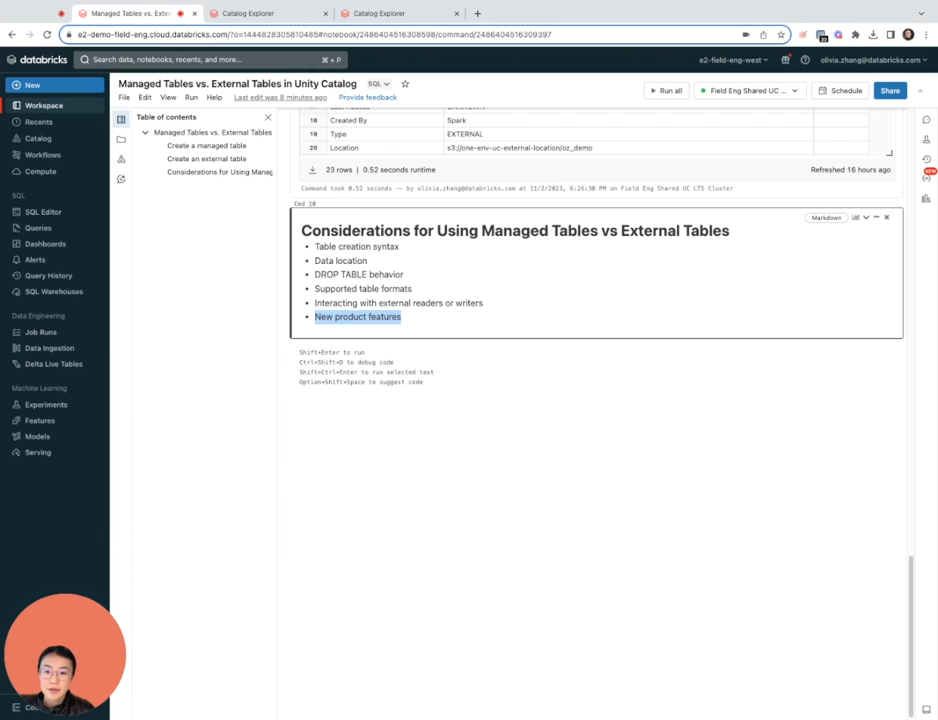 Managed Tables vs. Exter
Catalog Explorer
Catalog Explorer
e2-demo-field-eng.cloud.databricks.com/?o=1444828305810485#notebook/2486404516308598/command/2486404516309397
databricks
Search data, notebooks, recents, and more...
⌘ + P
e2-field-eng-west
olivia.zhang@databricks.com
New
Workspace
Recents
Catalog
Workflows
Compute
SQL
SQL Editor
Queries
Dashboards
Alerts
Query History
SQL Warehouses
Data Engineering
Job Runs
Data Ingestion
Delta Live Tables
Machine Learning
Experiments
Features
Models
Serving
Managed Tables vs. External Tables in Unity Catalog
SQL
File Edit View Run Help Last edit was 8 minutes ago Provide feedback
Run all
Field Eng Shared UC ...
Schedule
Share
NEW
Table of contents
Managed Tables vs. External Tables
Create a managed table
Create an external table
Considerations for Using Manag
18 Created By Spark
19 Type EXTERNAL
20 Location s3://one-env-uc-external-location/oz_demo
23 rows | 0.52 seconds runtime
Refreshed 16 hours ago
Command took 0.52 seconds -- by olivia.zhang@databricks.com at 11/2/2023, 6:26:30 PM on Field Eng Shared UC LTS Cluster
Cmd 10
Markdown
Considerations for Using Managed Tables vs External Tables
• Table creation syntax
• Data location
• DROP TABLE behavior
• Supported table formats
• Interacting with external readers or writers
• New product features
Shift+Enter to run
Ctrl+Shift+D to debug code
Shift+Ctrl+Enter to run selected text
Option+Shift+Space to suggest code